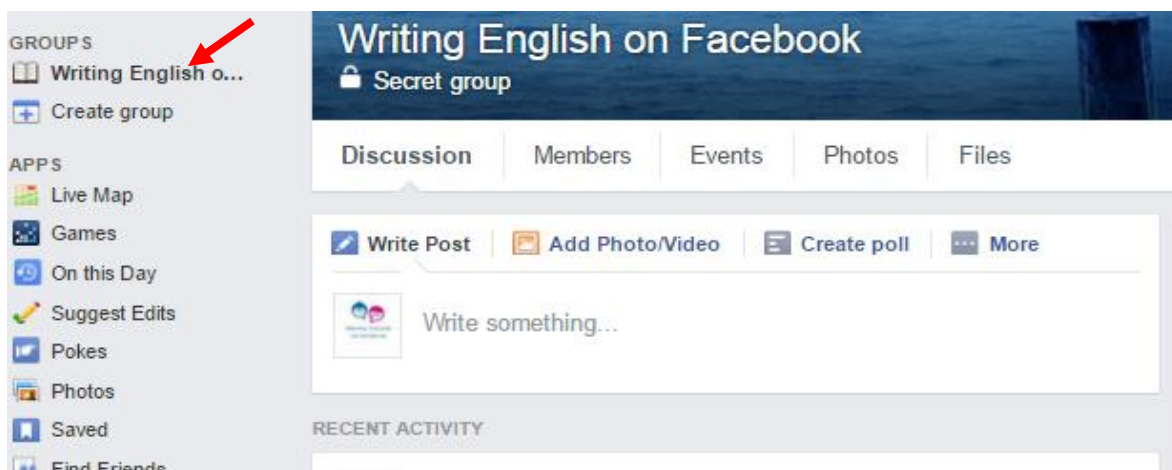 GROUPS
Writing English o...
Create group
APPS
Live Map
Games
On this Day
Suggest Edits
Pokes
Photos
Saved
Find Friends
Writing English on Facebook
Secret group
Discussion Members Events Photos Files
Write Post Add Photo/Video Create poll More
Write something...
RECENT ACTIVITY